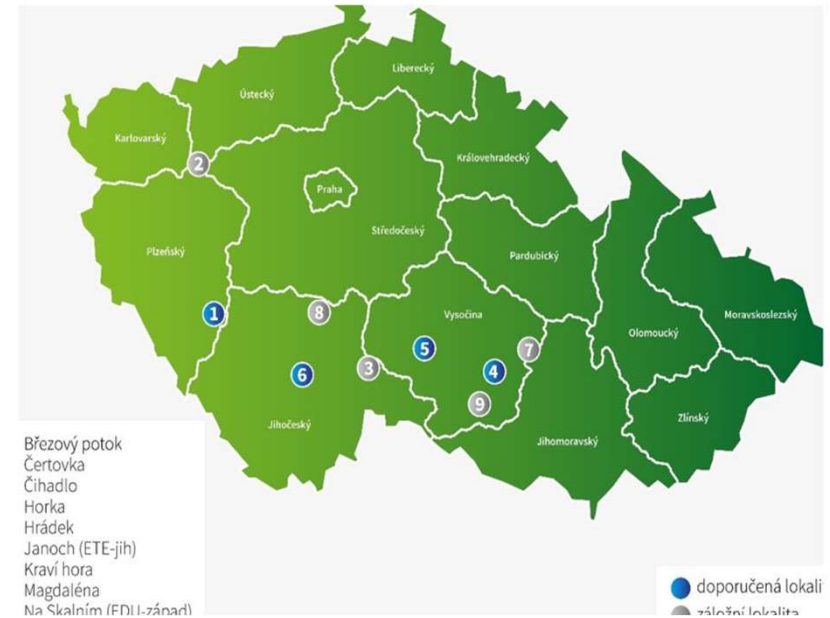 Liberecký
Ústecký
Karlovarský
Královehradecký
2
Praha
Středočeský
Plzeňský
Pardubický
1
8
Vysočina
Moravskoslezský
Olomoucký
5
7
3
4
6
9
Jihočeský
Zlínský
Jihomoravský
Březový potok
Čertovka
Čihadlo
Horka
Hrádek
Janoch (ETE-jih)
Kraví hora
Magdaléna
Na Skalním (EDU-západ)
doporučená lokali
záložní lokalita